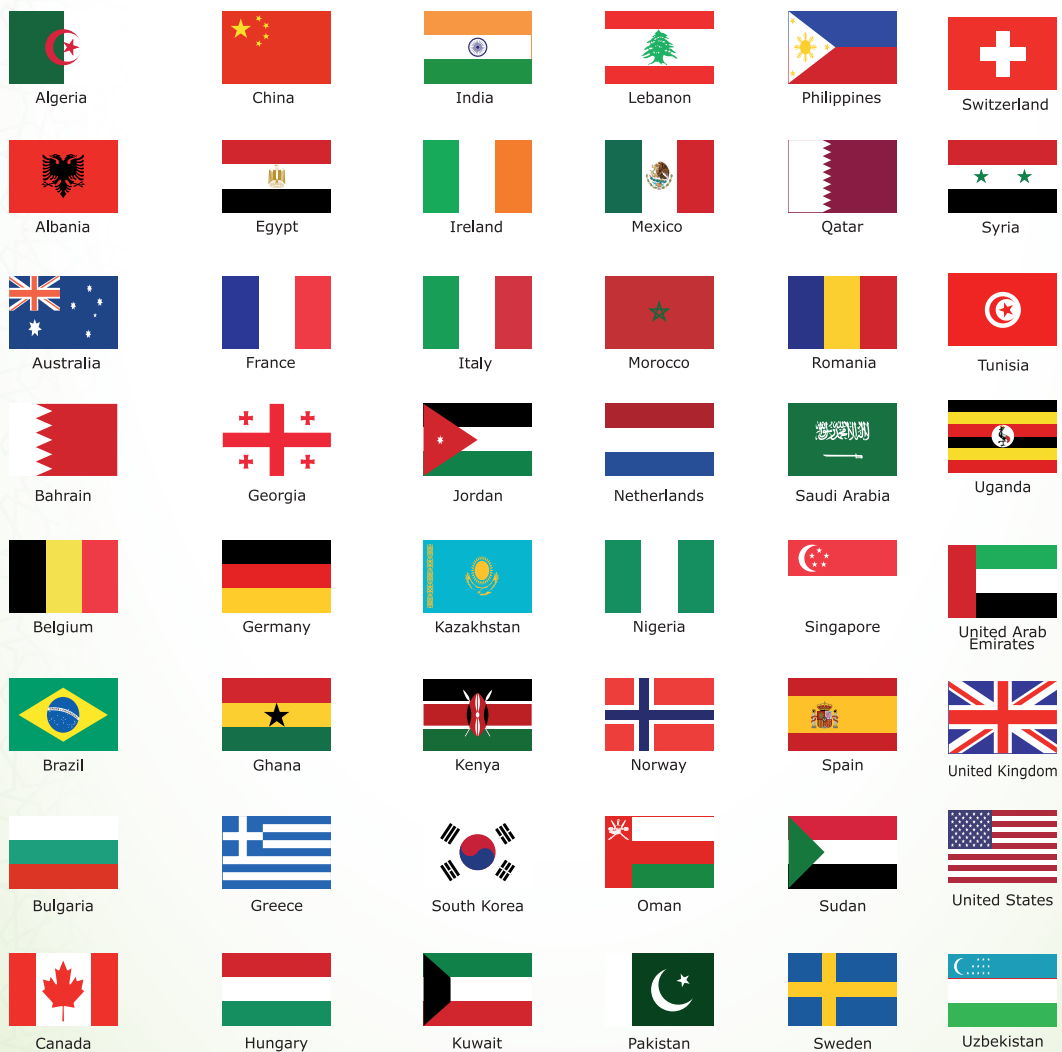 Algeria
China
India
Lebanon
Philippines
Switzerland
Albania
Egypt
Ireland
Mexico
Qatar
Syria
Australia
France
Italy
Morocco
Romania
Tunisia
Bahrain
Georgia
Jordan
Netherlands
Saudi Arabia
Uganda
Belgium
Germany
Kazakhstan
Nigeria
Singapore
United Arab
Emirates
Brazil
Ghana
Kenya
Norway
Spain
United Kingdom
Bulgaria
Greece
South Korea
Oman
Sudan
United States
Canada
Hungary
Kuwait
Pakistan
Sweden
Uzbekistan